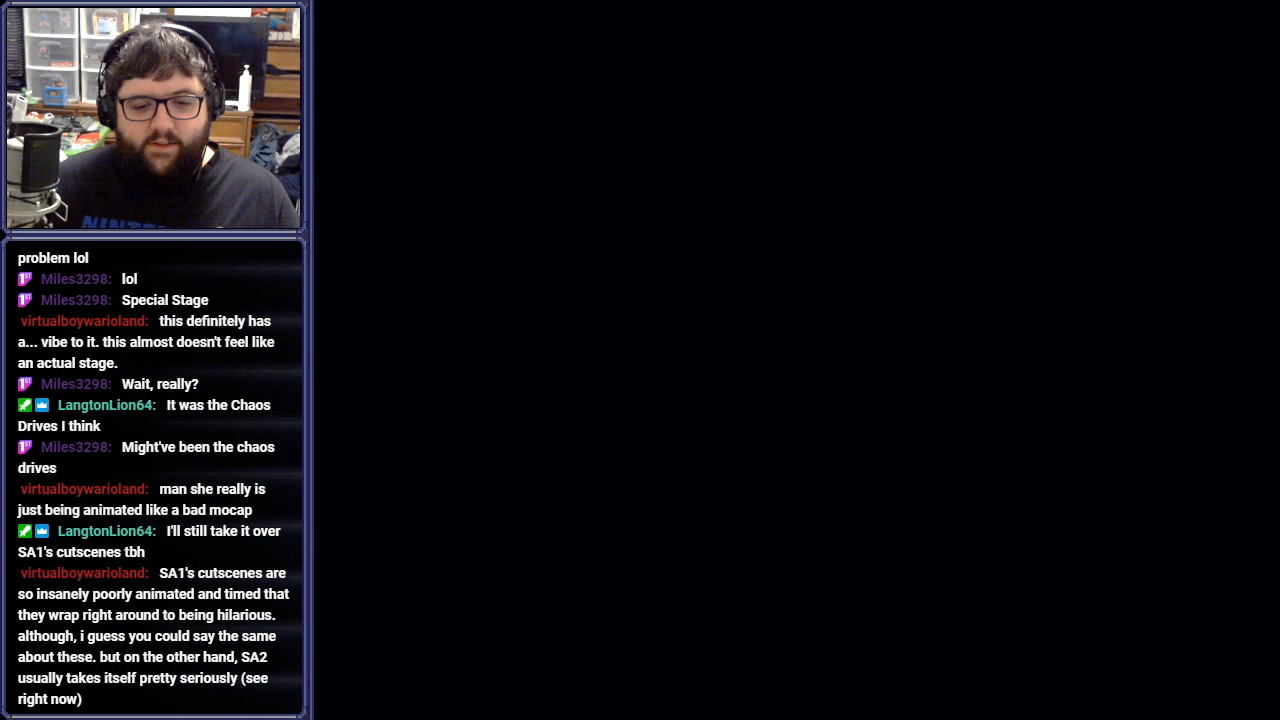 problem lol
Miles3298: lol
Miles3298: Special Stage
virtualboywarioland: this definitely has
a... vibe to it. this almost doesn't feel like
an actual stage.
Miles3298: Wait, really?
LangtonLion64: It was the Chaos
Drives I think
Miles3298: Might've been the chaos
drives
virtualboywarioland: man she really is
just being animated like a bad mocap
LangtonLion64: I'll still take it over
SA1's cutscenes tbh
virtualboywarioland: SA1's cutscenes are
so insanely poorly animated and timed that
they wrap right around to being hilarious.
although, i guess you could say the same
about these. but on the other hand, SA2
usually takes itself pretty seriously (see
right now)